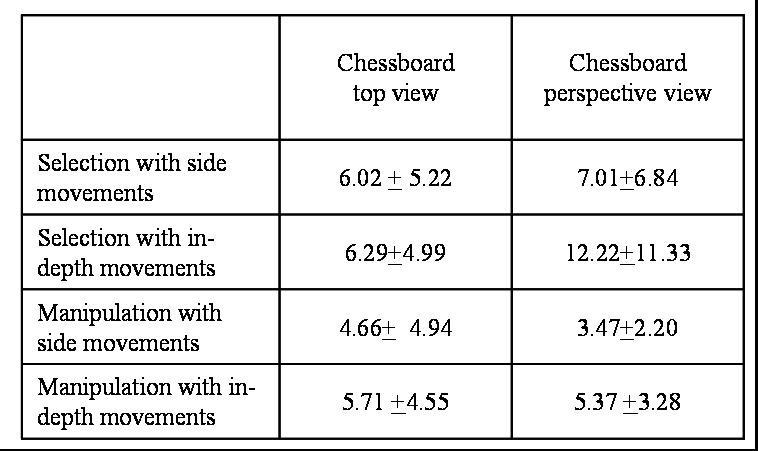 Chessboard
top view
Chessboard
perspective view
Selection with side
movements
6.02 + 5.22
7.01±6.84
Selection with in-
depth movements
6.29±4.99
12.22±11.33
Manipulation with
side movements
4.66± 4.94
3.47±2.20
Manipulation with in-
depth movements
5.71 ±4.55
5.37 ±3.28